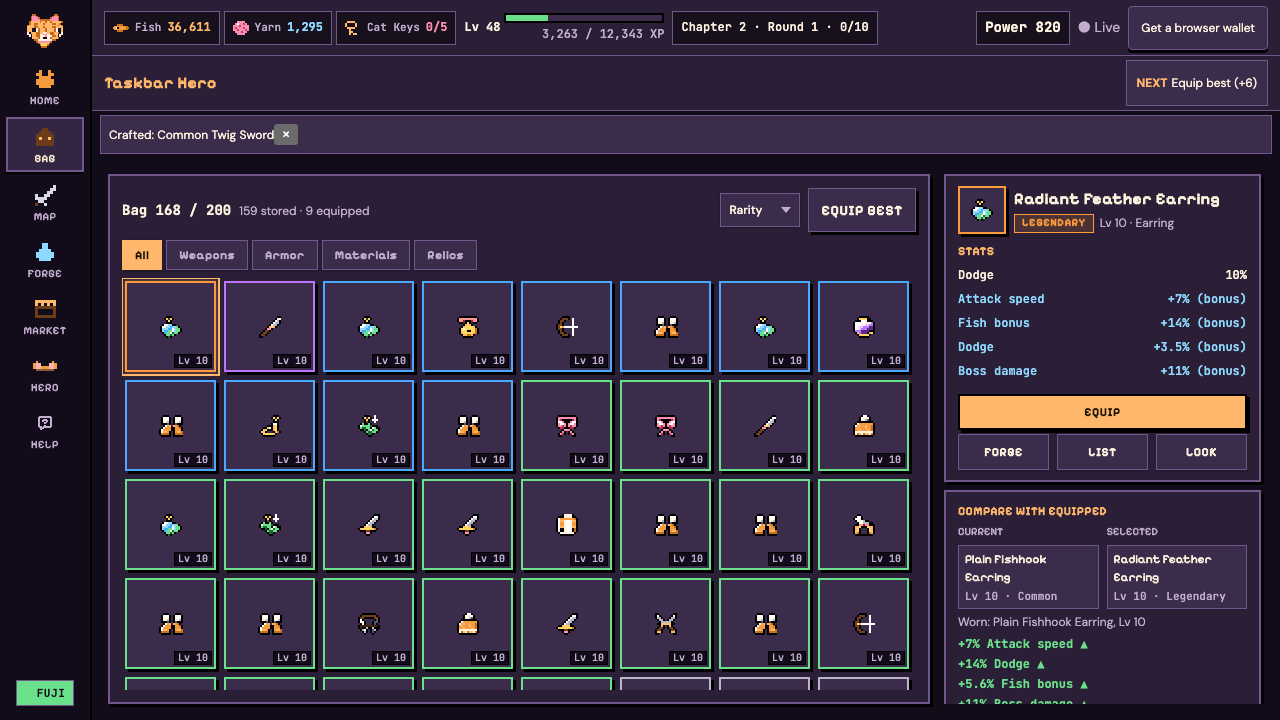 Fish 36,611
Yarn 1,295
Cat Keys 0/5
Lv 48
3,263 / 12,343 XP
Chapter 2 · Round 1 · 0/10
Power 820
Live
Get a browser wallet
HOME
BAG
MAP
FORGE
MARKET
HERO
HELP
FUJI
Taskbar Hero
NEXT Equip best (+6)
Crafted: Common Twig Sword ×
Bag 168 / 200 159 stored · 9 equipped
Rarity
EQUIP BEST
All Weapons Armor Materials Relics
Lv 10 Lv 10 Lv 10 Lv 10 Lv 10 Lv 10 Lv 10 Lv 10
Lv 10 Lv 10 Lv 10 Lv 10 Lv 10 Lv 10 Lv 10 Lv 10
Lv 10 Lv 10 Lv 10 Lv 10 Lv 10 Lv 10 Lv 10 Lv 10
Lv 10 Lv 10 Lv 10 Lv 10 Lv 10 Lv 10 Lv 10 Lv 10
Radiant Feather Earring
LEGENDARY Lv 10 · Earring
STATS
Dodge 10%
Attack speed +7% (bonus)
Fish bonus +14% (bonus)
Dodge +3.5% (bonus)
Boss damage +11% (bonus)
EQUIP
FORGE LIST LOOK
COMPARE WITH EQUIPPED
CURRENT
Plain Fishhook
Earring
Lv 10 · Common
SELECTED
Radiant Feather
Earring
Lv 10 · Legendary
Worn: Plain Fishhook Earring, Lv 10
+7% Attack speed ▲
+14% Dodge ▲
+5.6% Fish bonus ▲
+11% Boss damage ▲